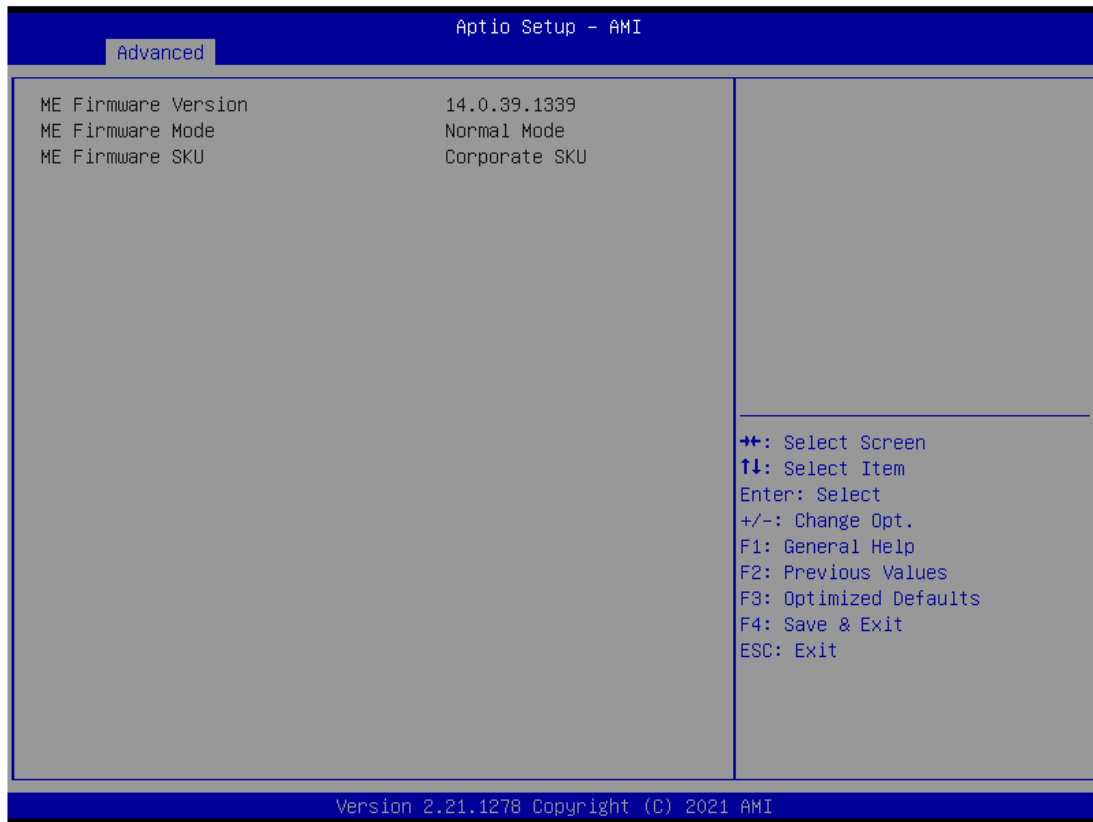 Aptio Setup – AMI
Advanced
ME Firmware Version 14.0.39.1339
ME Firmware Mode Normal Mode
ME Firmware SKU Corporate SKU
→←: Select Screen
↑↓: Select Item
Enter: Select
+/-: Change Opt.
F1: General Help
F2: Previous Values
F3: Optimized Defaults
F4: Save & Exit
ESC: Exit
Version 2.21.1278 Copyright (C) 2021 AMI